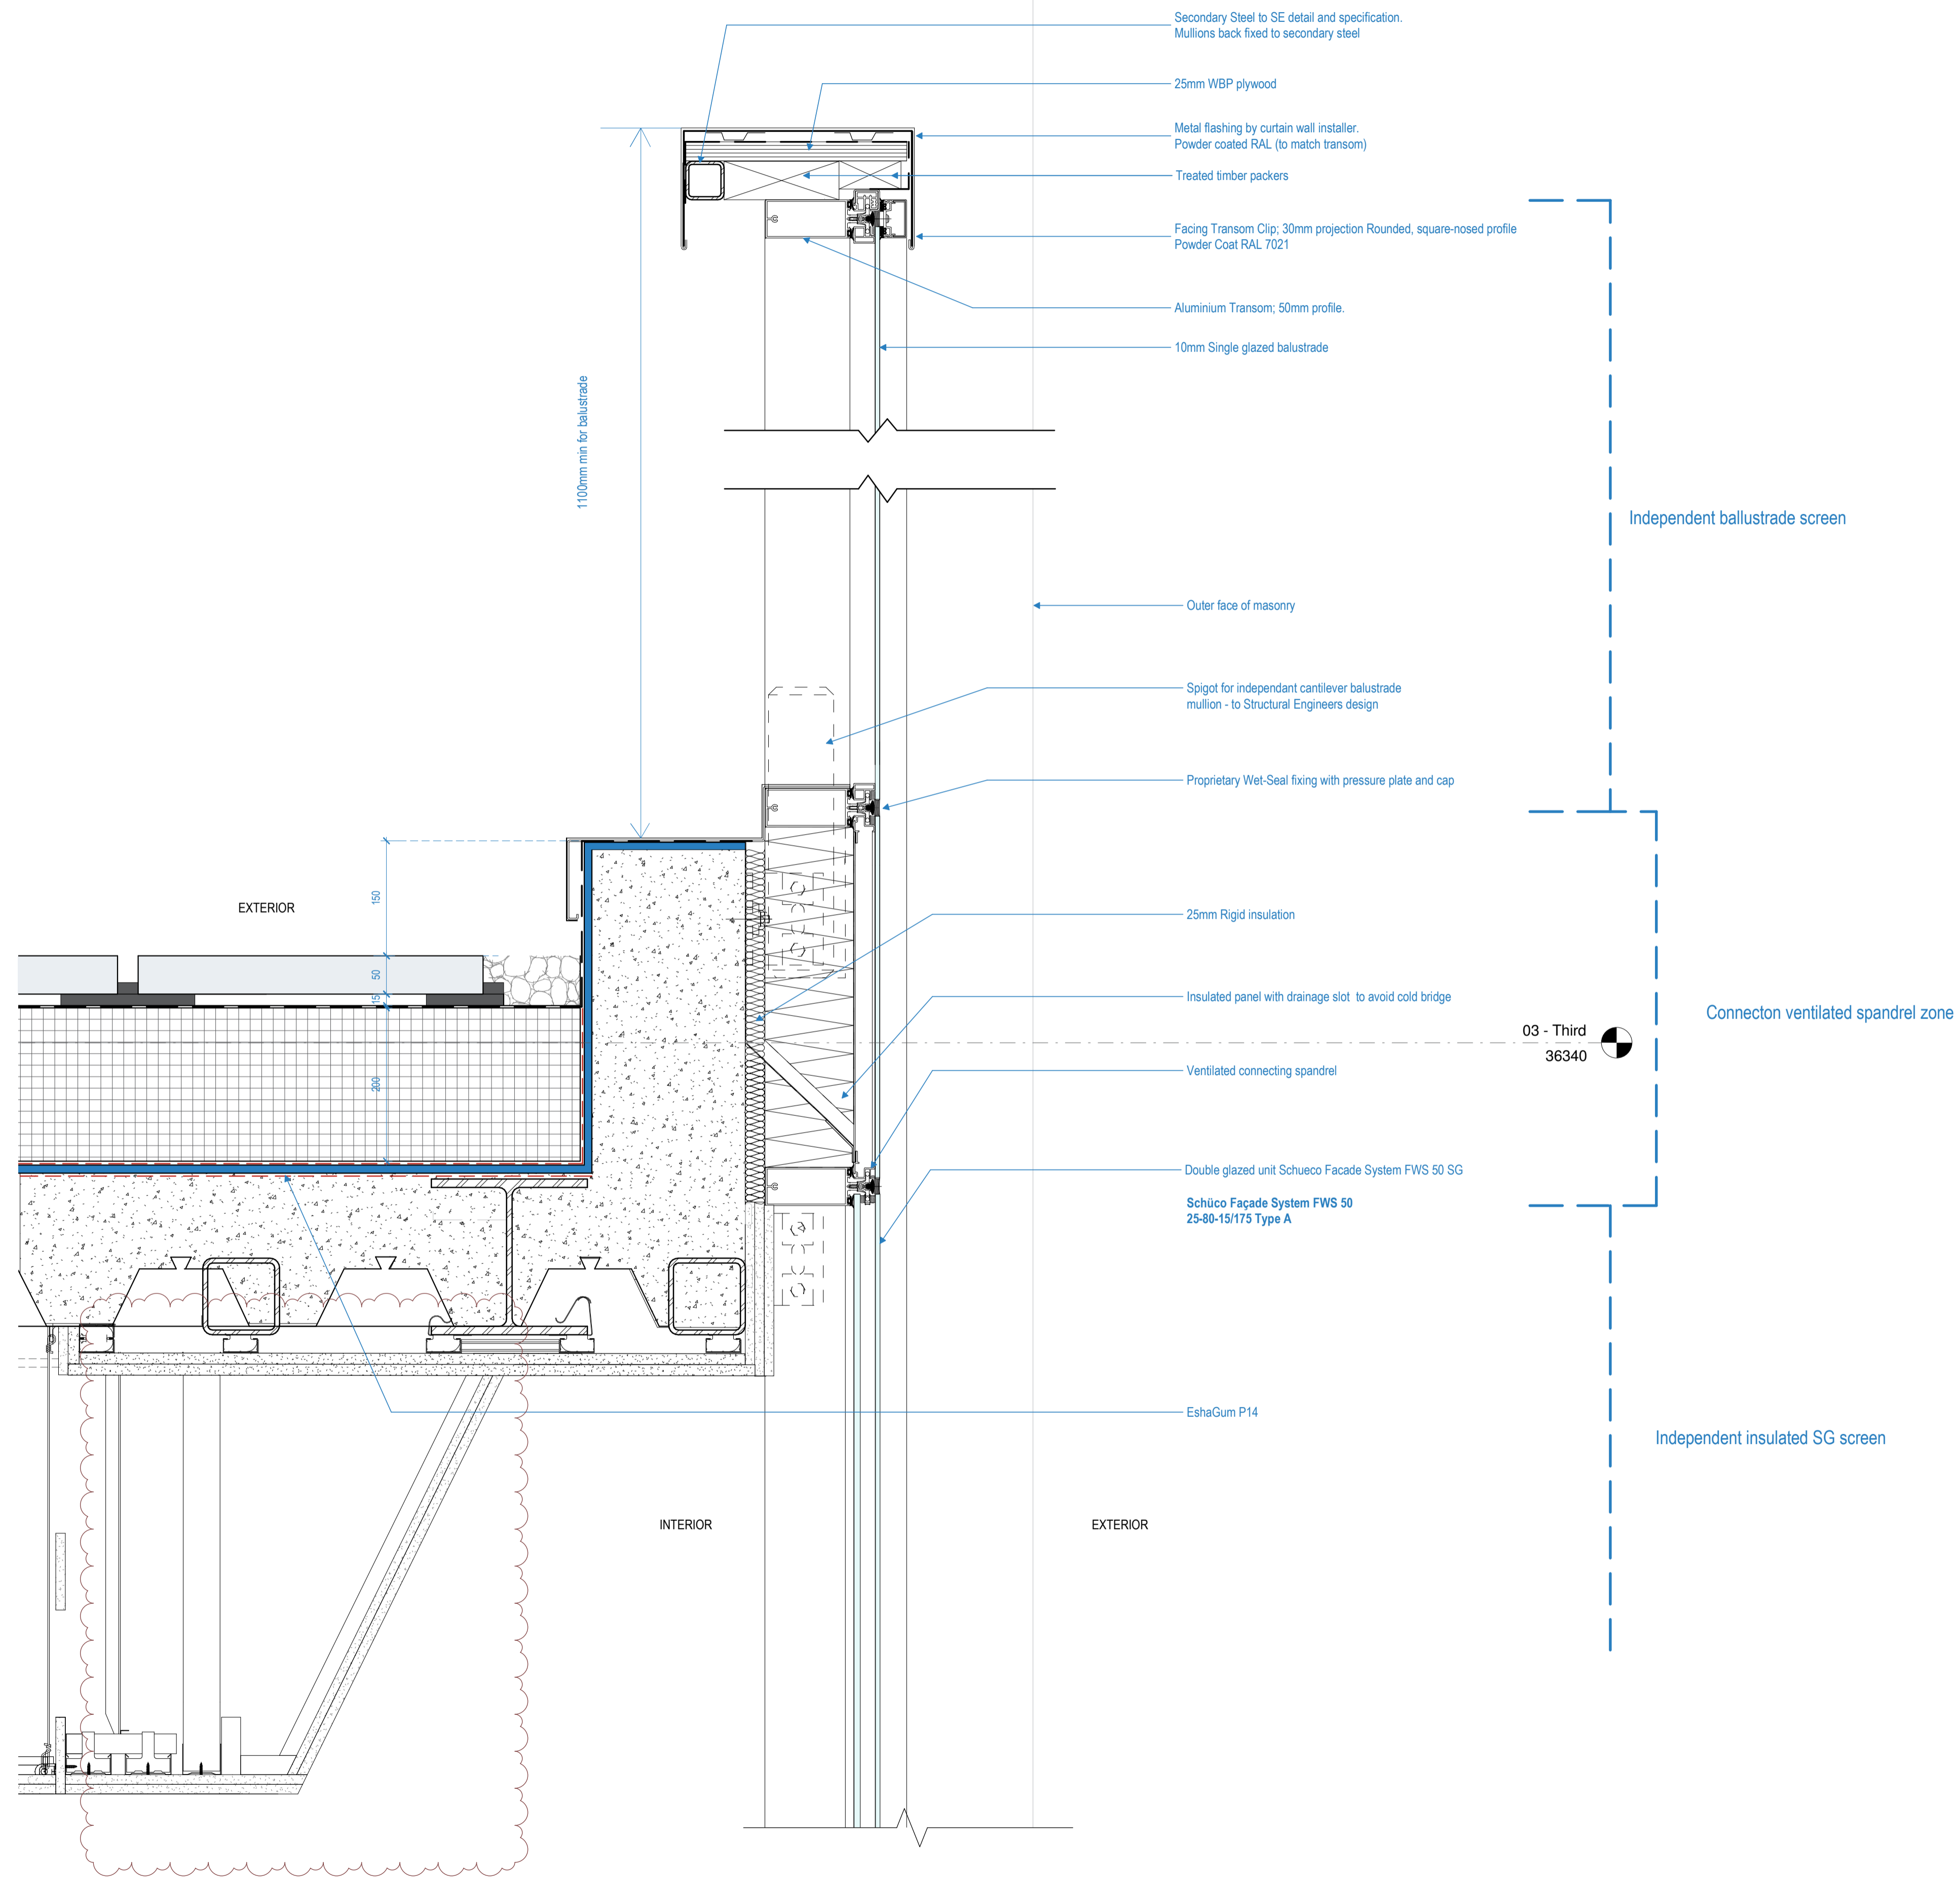 Secondary Steel to SE detail and specification.
Mullions back fixed to secondary steel
25mm WBP plywood
Metal flashing by curtain wall installer.
Powder coated RAL (to match transom)
Treated timber packers
Facing Transom Clip; 30mm projection Rounded, square-nosed profile
Powder Coat RAL 7021
Aluminium Transom; 50mm profile.
10mm Single glazed balustrade
1100mm min for balustrade
Independent ballustrade screen
Outer face of masonry
Spigot for independant cantilever balustrade
mullion - to Structural Engineers design
Proprietary Wet-Seal fixing with pressure plate and cap
150
EXTERIOR
25mm Rigid insulation
50
15
Insulated panel with drainage slot to avoid cold bridge
Connecton ventilated spandrel zone
03 - Third
36340
200
Ventilated connecting spandrel
Double glazed unit Schueco Facade System FWS 50 SG
Schüco Façade System FWS 50
25-80-15/175 Type A
EshaGum P14
Independent insulated SG screen
INTERIOR
EXTERIOR